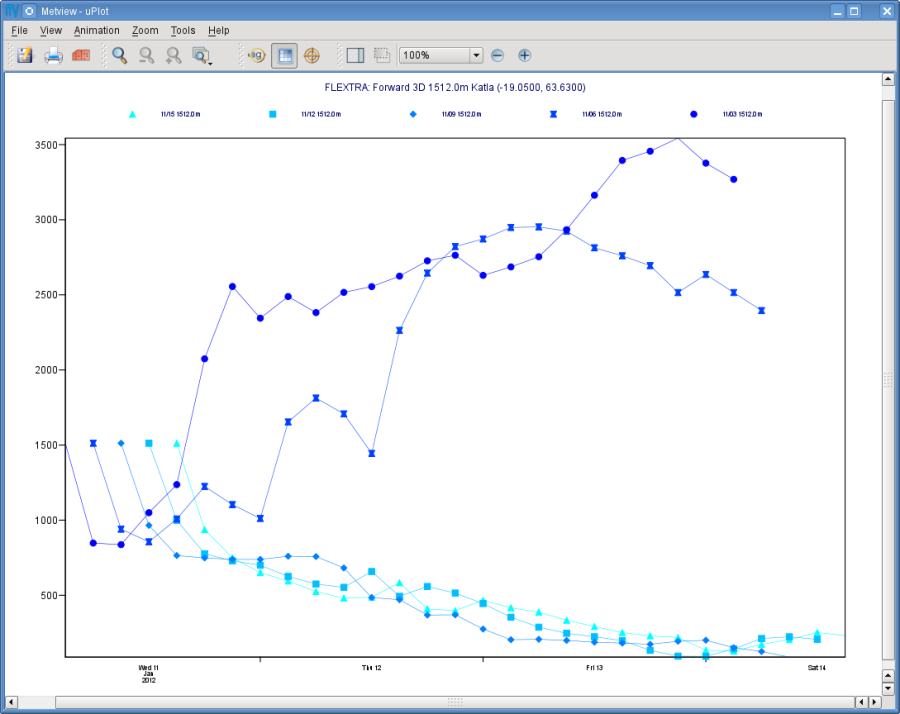 Metview - uPlot
File View Animation Zoom Tools Help
100%
FLEXTRA: Forward 3D 1512.0m Katla (-19.0500, 63.6300)
11/15 1512.0m 11/12 1512.0m 11/09 1512.0m 11/06 1512.0m 11/03 1512.0m
3500
3000
2500
2000
1500
1000
500
Wed 11 Thu 12 Fri 13 Sat 14
Jan
2012